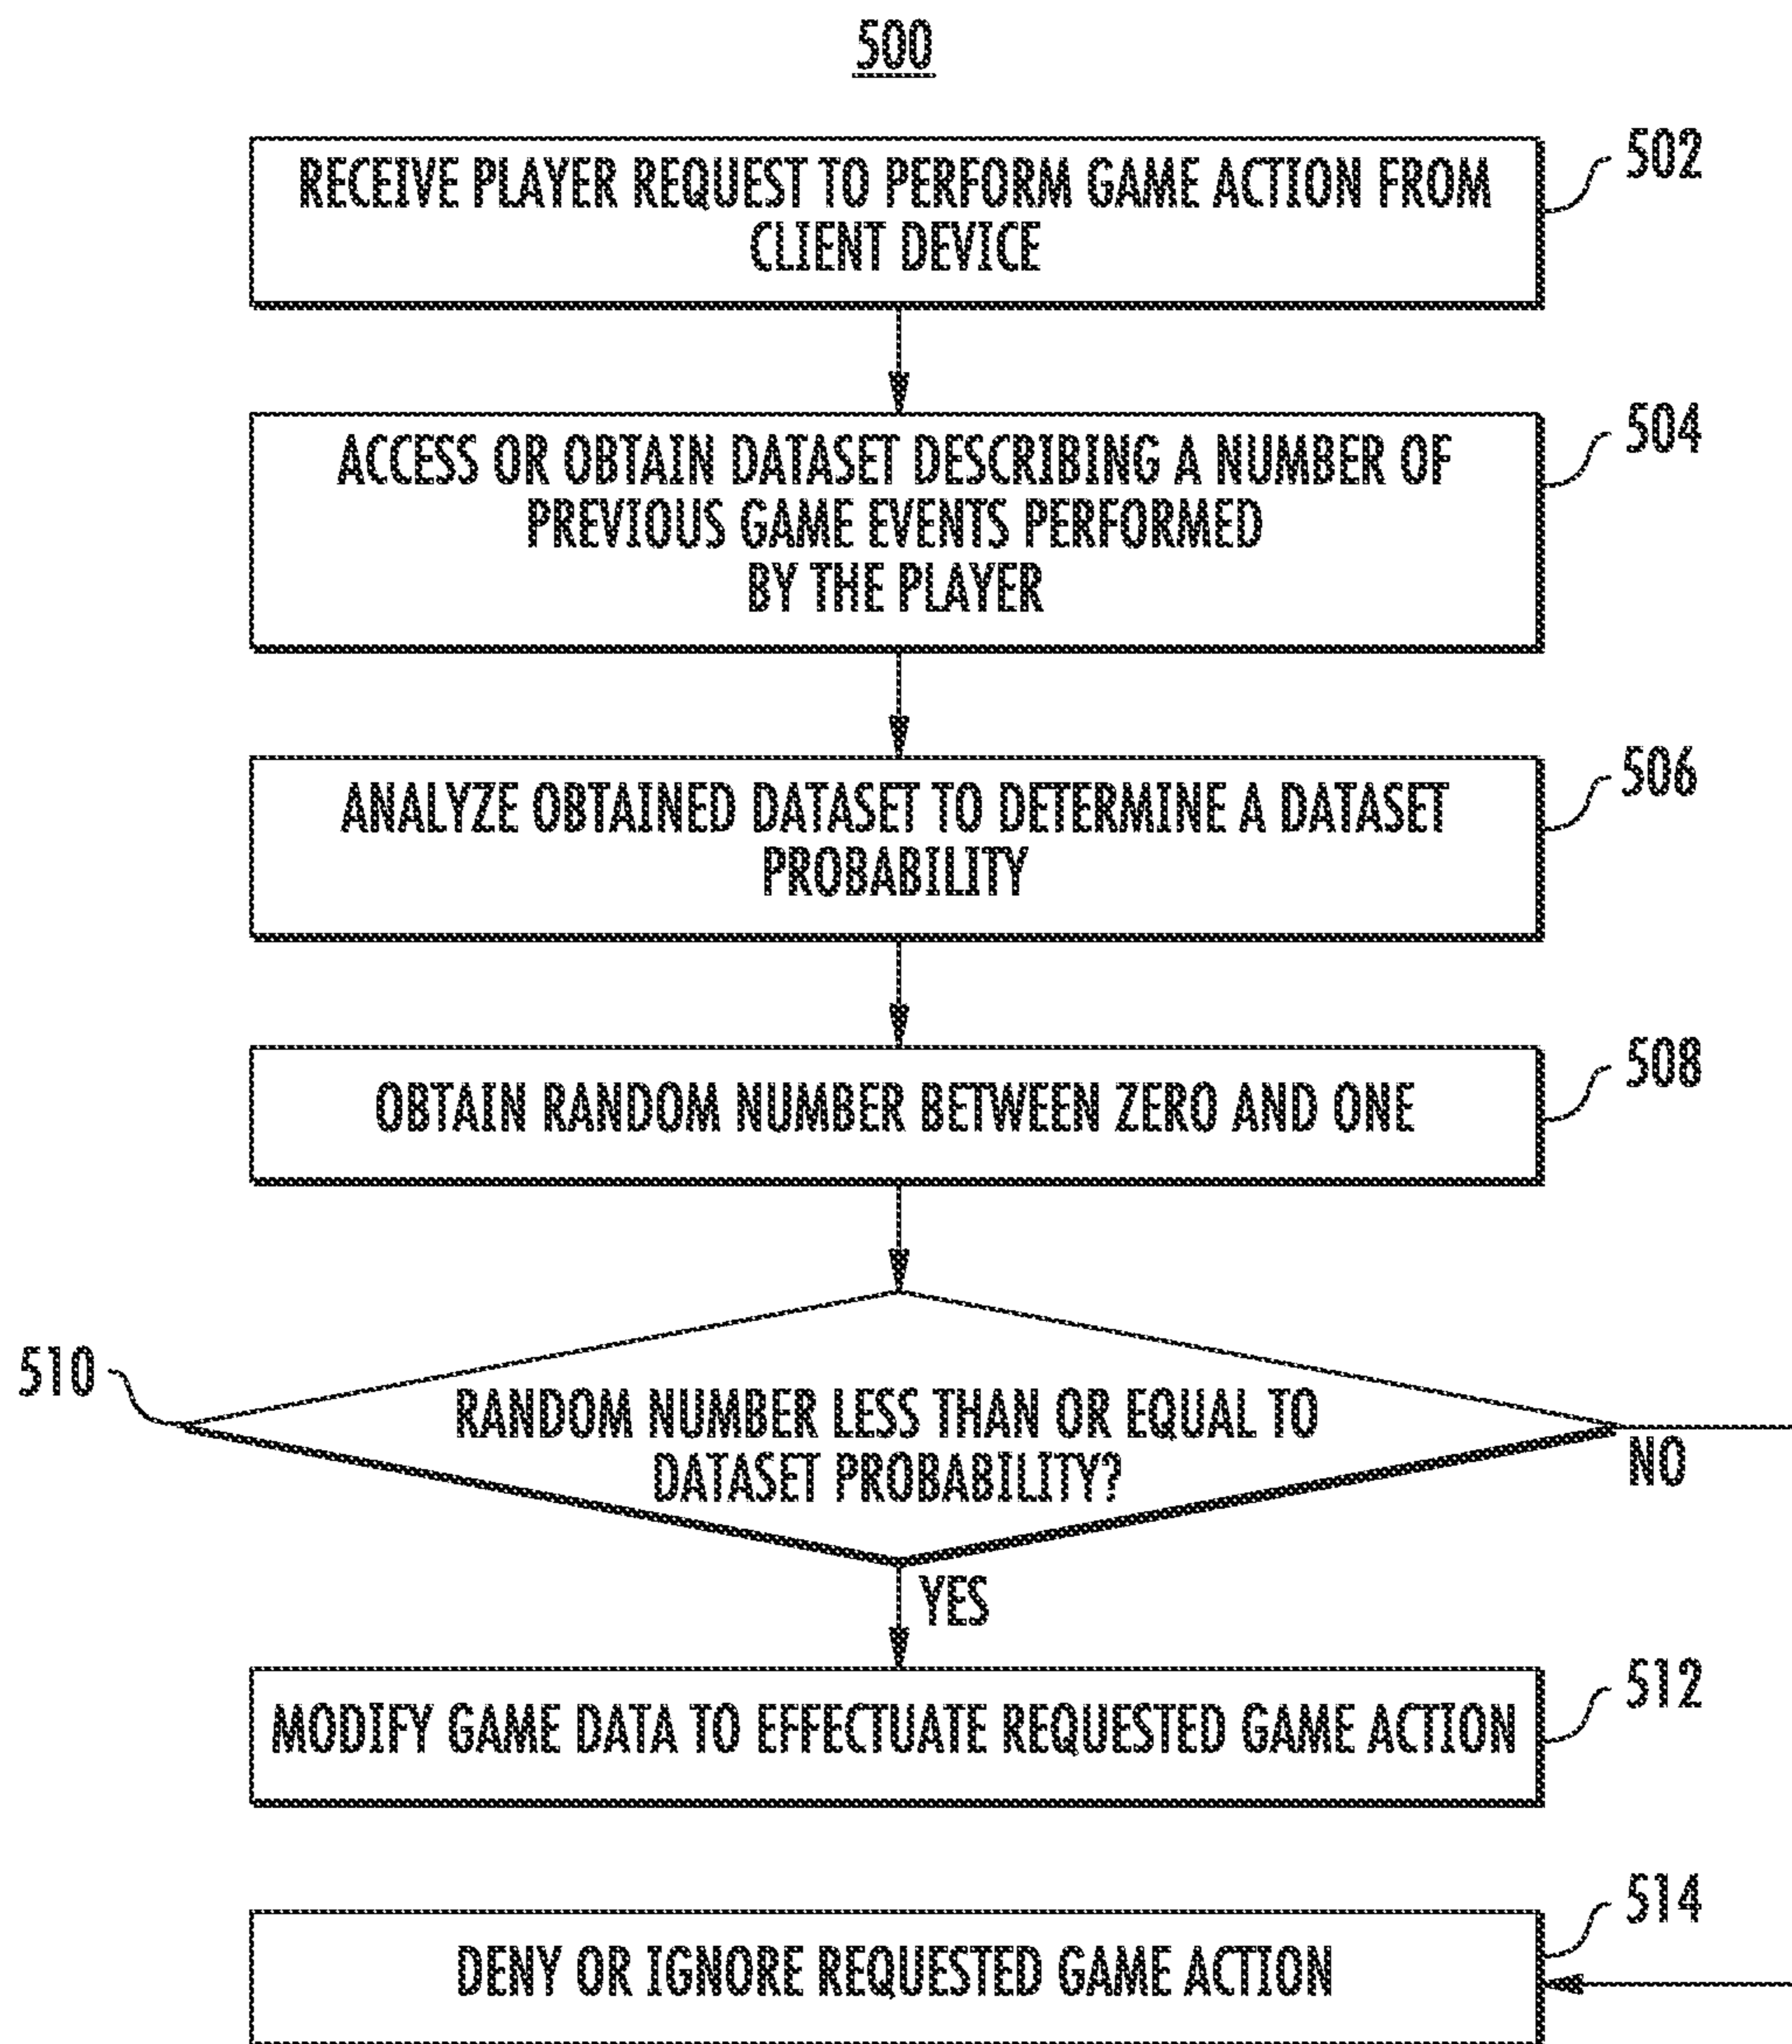 500
RECEIVE PLAYER REQUEST TO PERFORM GAME ACTION FROM
CLIENT DEVICE
502
ACCESS OR OBTAIN DATASET DESCRIBING A NUMBER OF
PREVIOUS GAME EVENTS PERFORMED
BY THE PLAYER
504
ANALYZE OBTAINED DATASET TO DETERMINE A DATASET
PROBABILITY
506
OBTAIN RANDOM NUMBER BETWEEN ZERO AND ONE
508
510
RANDOM NUMBER LESS THAN OR EQUAL TO
DATASET PROBABILITY?
NO
YES
MODIFY GAME DATA TO EFFECTUATE REQUESTED GAME ACTION
512
DENY OR IGNORE REQUESTED GAME ACTION
514